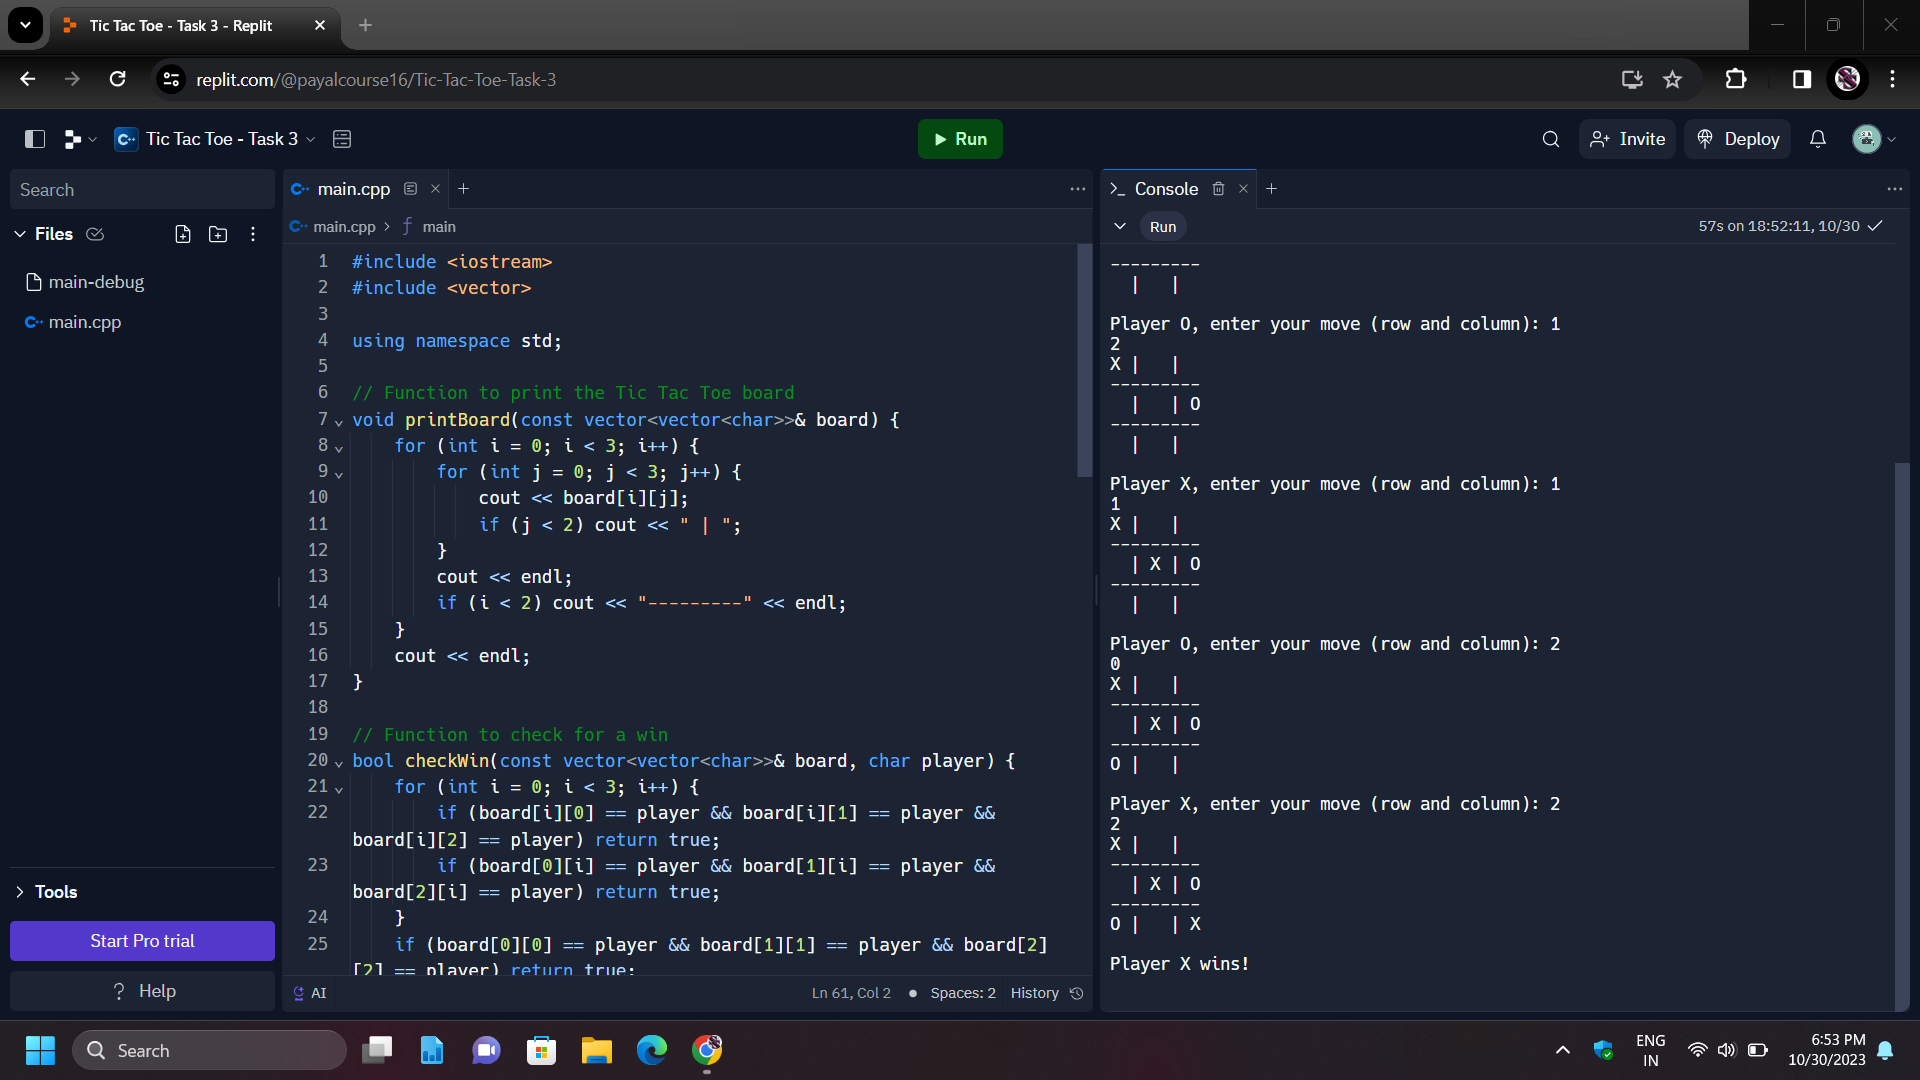 Tic Tac Toe - Task 3 - Replit
replit.com/@payalcourse16/Tic-Tac-Toe-Task-3
Tic Tac Toe - Task 3
Run
Invite
Deploy
Search
Files
main-debug
main.cpp
Tools
Start Pro trial
? Help
main.cpp
main.cpp > main
1 #include <iostream>
2 #include <vector>
3
4 using namespace std;
5
6 // Function to print the Tic Tac Toe board
7 void printBoard(const vector<vector<char>>& board) {
8 for (int i = 0; i < 3; i++) {
9 for (int j = 0; j < 3; j++) {
10 cout << board[i][j];
11 if (j < 2) cout << " | ";
12 }
13 cout << endl;
14 if (i < 2) cout << "---------" << endl;
15 }
16 cout << endl;
17 }
18
19 // Function to check for a win
20 bool checkWin(const vector<vector<char>>& board, char player) {
21 for (int i = 0; i < 3; i++) {
22 if (board[i][0] == player && board[i][1] == player &&
board[i][2] == player) return true;
23 if (board[0][i] == player && board[1][i] == player &&
board[2][i] == player) return true;
24 }
25 if (board[0][0] == player && board[1][1] == player && board[2]
[2] == player) return true;
AI
Ln 61, Col 2 • Spaces: 2 History
Console
Run
57s on 18:52:11, 10/30
---------
  |   |
Player O, enter your move (row and column): 1
2
X |   |
---------
  |   | O
---------
  |   |
Player X, enter your move (row and column): 1
1
X |   |
---------
  | X | O
---------
  |   |
Player O, enter your move (row and column): 2
0
X |   |
---------
  | X | O
---------
O |   |
Player X, enter your move (row and column): 2
2
X |   |
---------
  | X | O
---------
O |   | X
Player X wins!
Search
ENG
IN
6:53 PM
10/30/2023